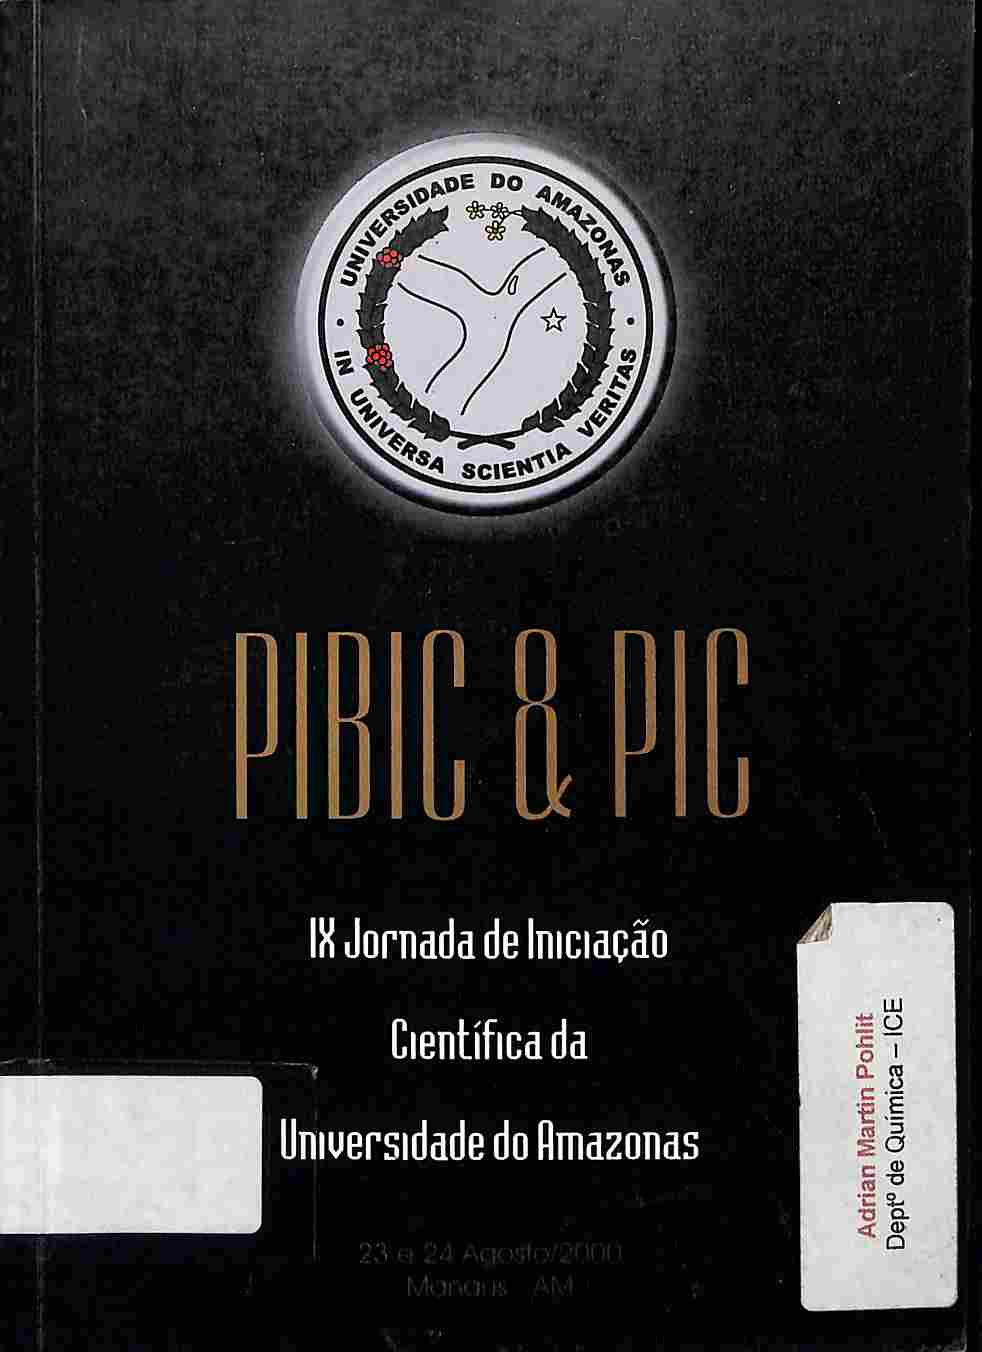 UNIVERSIDADE DO AMAZONAS
IN UNIVERSA SCIENTIA VERITAS
PIBIC & PIC
IX Jornada de Iniciação
Científica da
Universidade do Amazonas
23 e 24 Agosto/2000
Manaus AM
Adrian Martin Pohlit
Deptº de Química – ICE